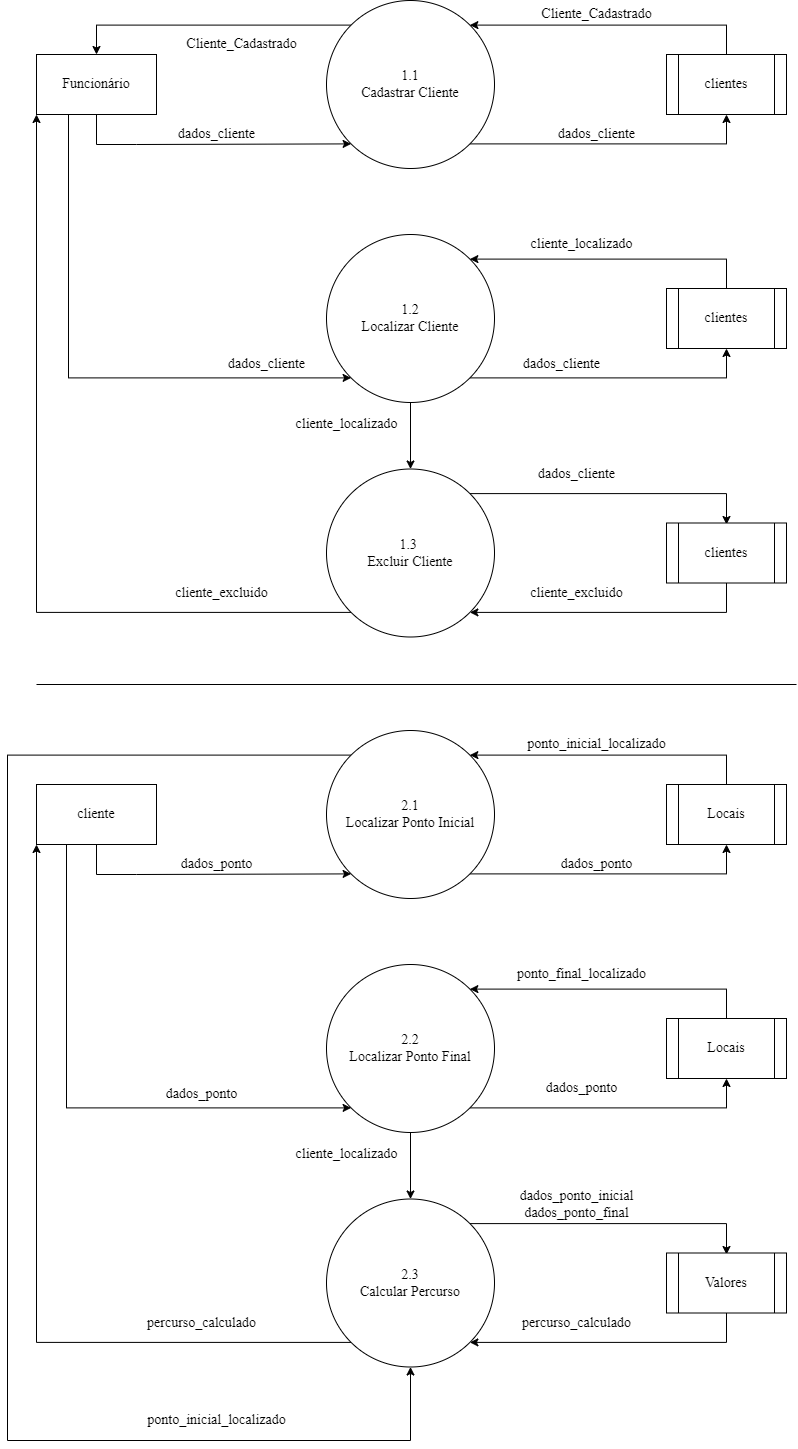 Cliente_Cadastrado
Cliente_Cadastrado
Funcionário
1.1
Cadastrar Cliente
clientes
dados_cliente
dados_cliente
cliente_localizado
1.2
Localizar Cliente
clientes
dados_cliente
dados_cliente
cliente_localizado
dados_cliente
1.3
Excluir Cliente
clientes
cliente_excluido
cliente_excluido
ponto_inicial_localizado
cliente
2.1
Localizar Ponto Inicial
Locais
dados_ponto
dados_ponto
ponto_final_localizado
2.2
Localizar Ponto Final
Locais
dados_ponto
dados_ponto
cliente_localizado
dados_ponto_inicial
dados_ponto_final
2.3
Calcular Percurso
Valores
percurso_calculado
percurso_calculado
ponto_inicial_localizado